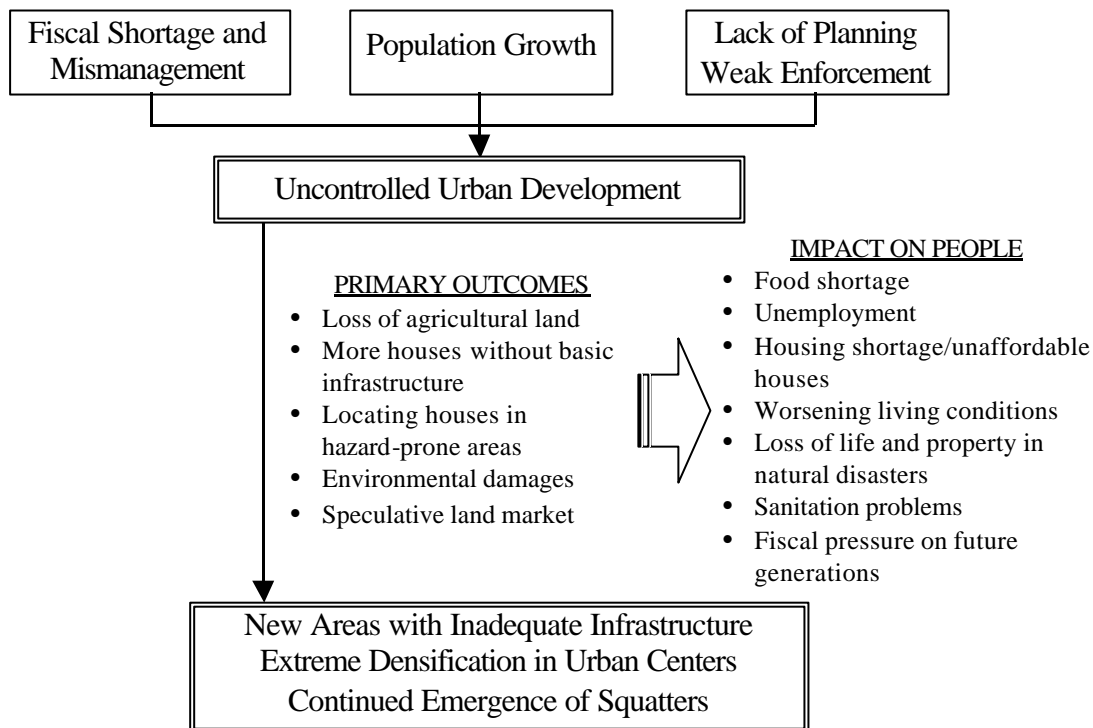 Fiscal Shortage and
Mismanagement
Population Growth
Lack of Planning
Weak Enforcement
Uncontrolled Urban Development
PRIMARY OUTCOMES
• Loss of agricultural land
• More houses without basic
infrastructure
• Locating houses in
hazard-prone areas
• Environmental damages
• Speculative land market
IMPACT ON PEOPLE
• Food shortage
• Unemployment
• Housing shortage/unaffordable
houses
• Worsening living conditions
• Loss of life and property in
natural disasters
• Sanitation problems
• Fiscal pressure on future
generations
New Areas with Inadequate Infrastructure
Extreme Densification in Urban Centers
Continued Emergence of Squatters